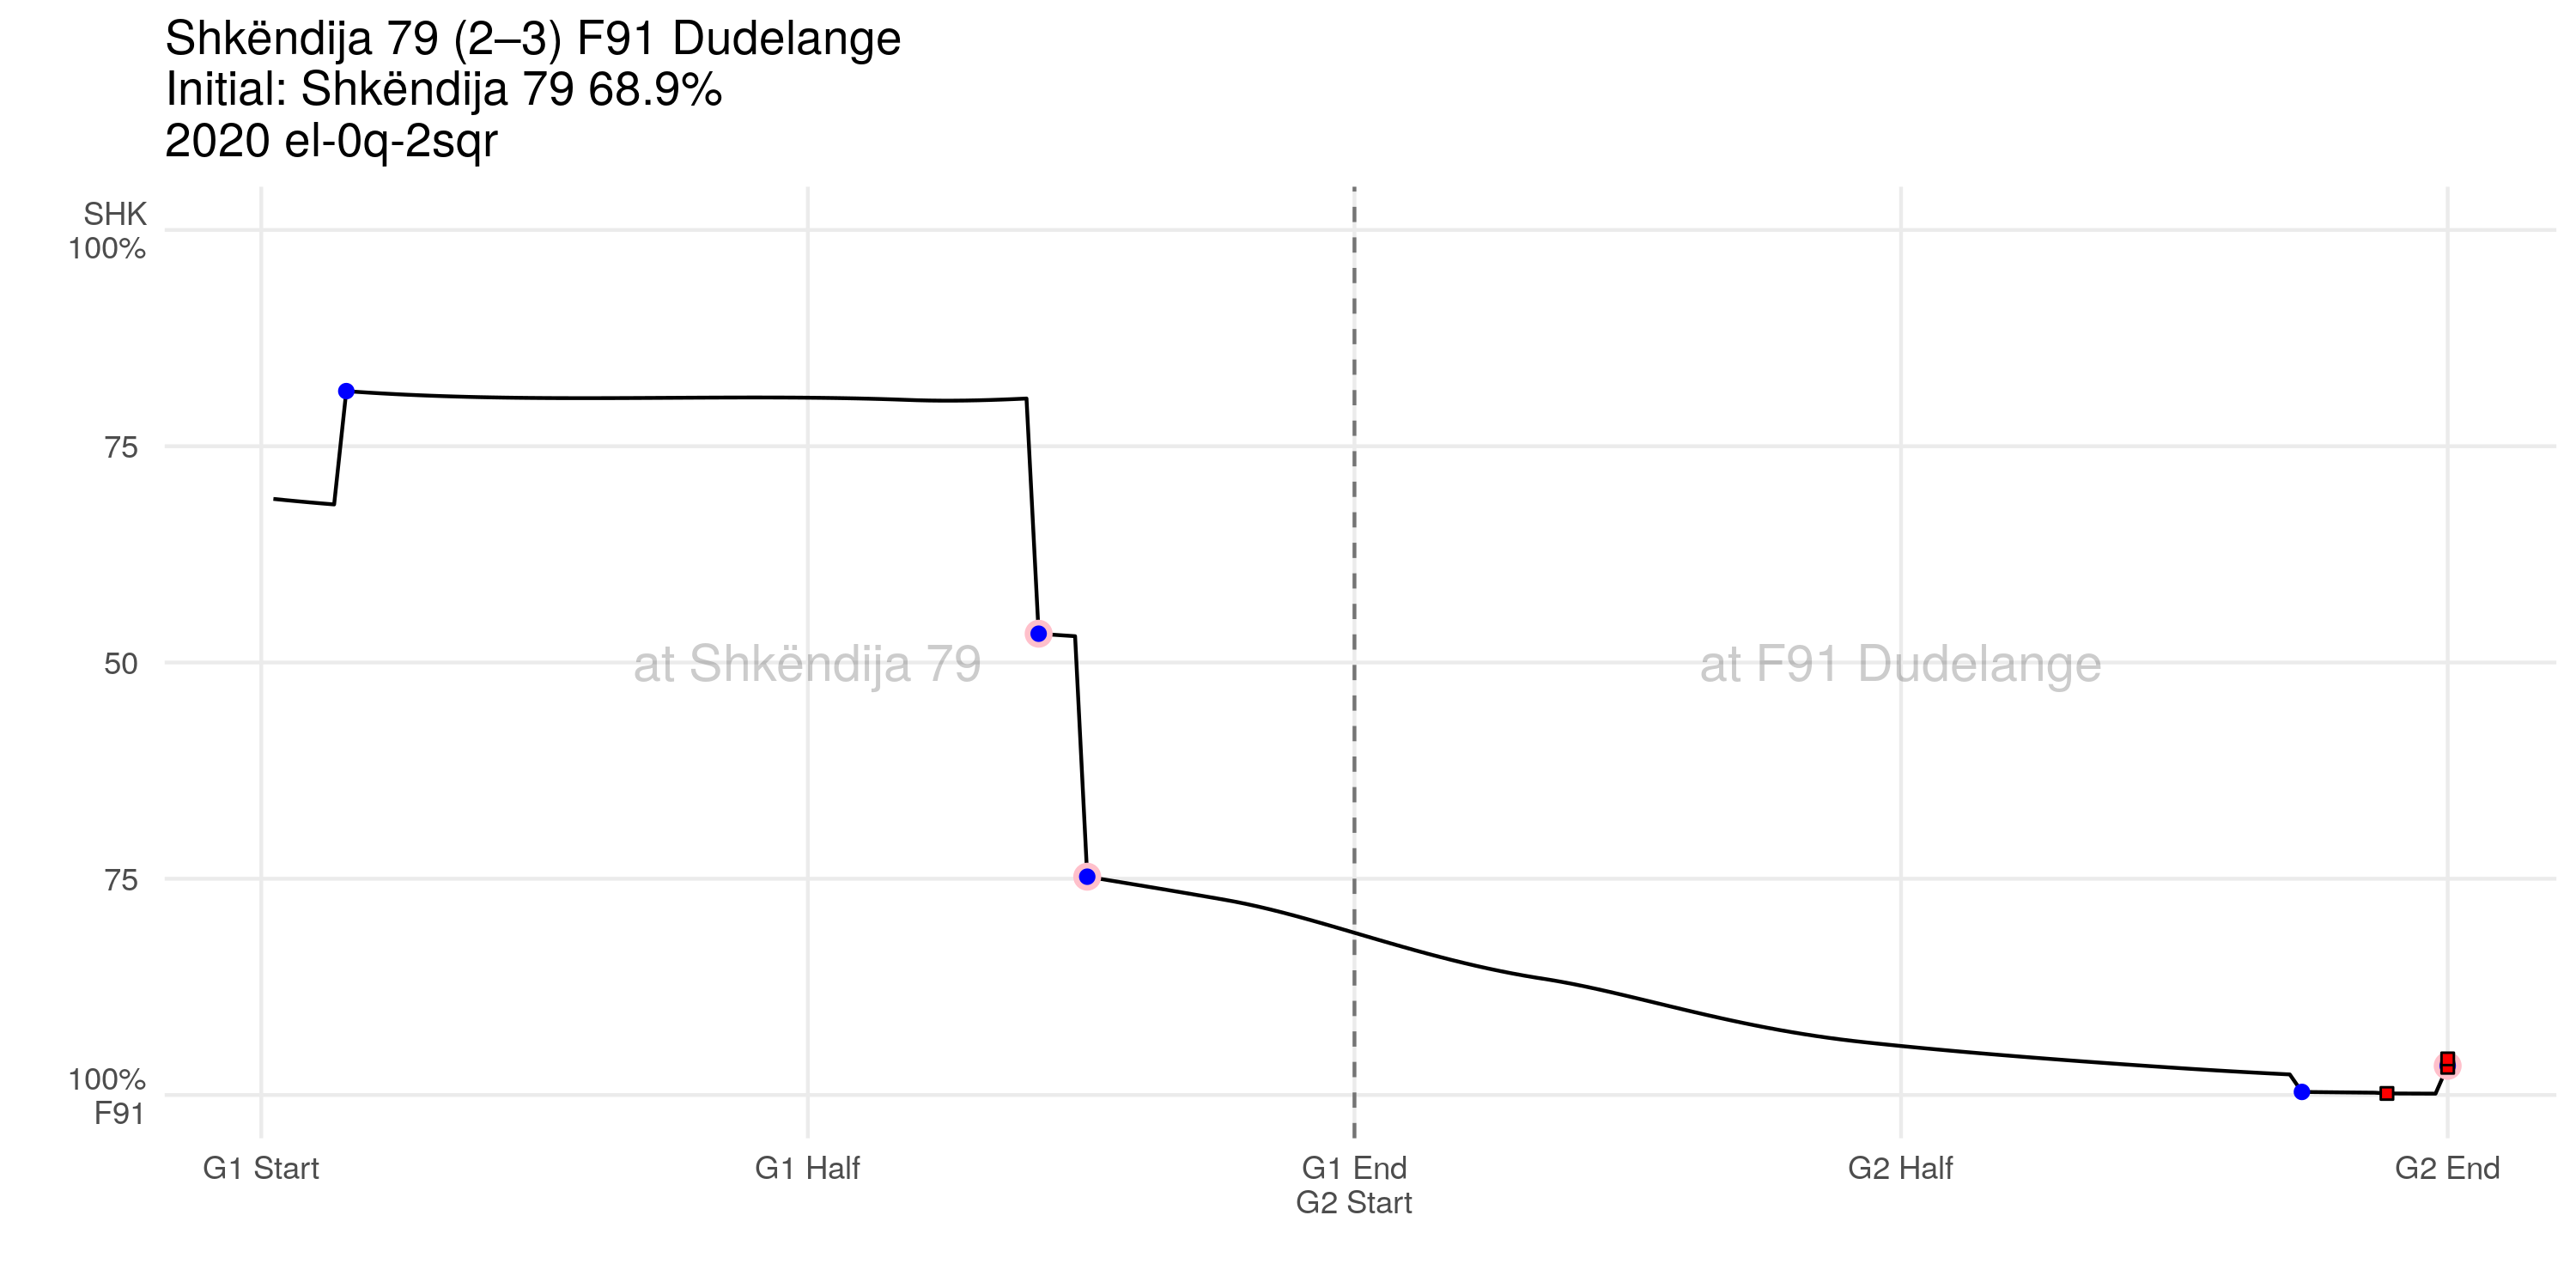 Shkëndija 79 (2–3) F91 Dudelange
Initial: Shkëndija 79 68.9%
2020 el-0q-2sqr
SHK
100%
75
50
75
100%
F91
at Shkëndija 79
at F91 Dudelange
G1 Start
G1 Half
G1 End
G2 Start
G2 Half
G2 End